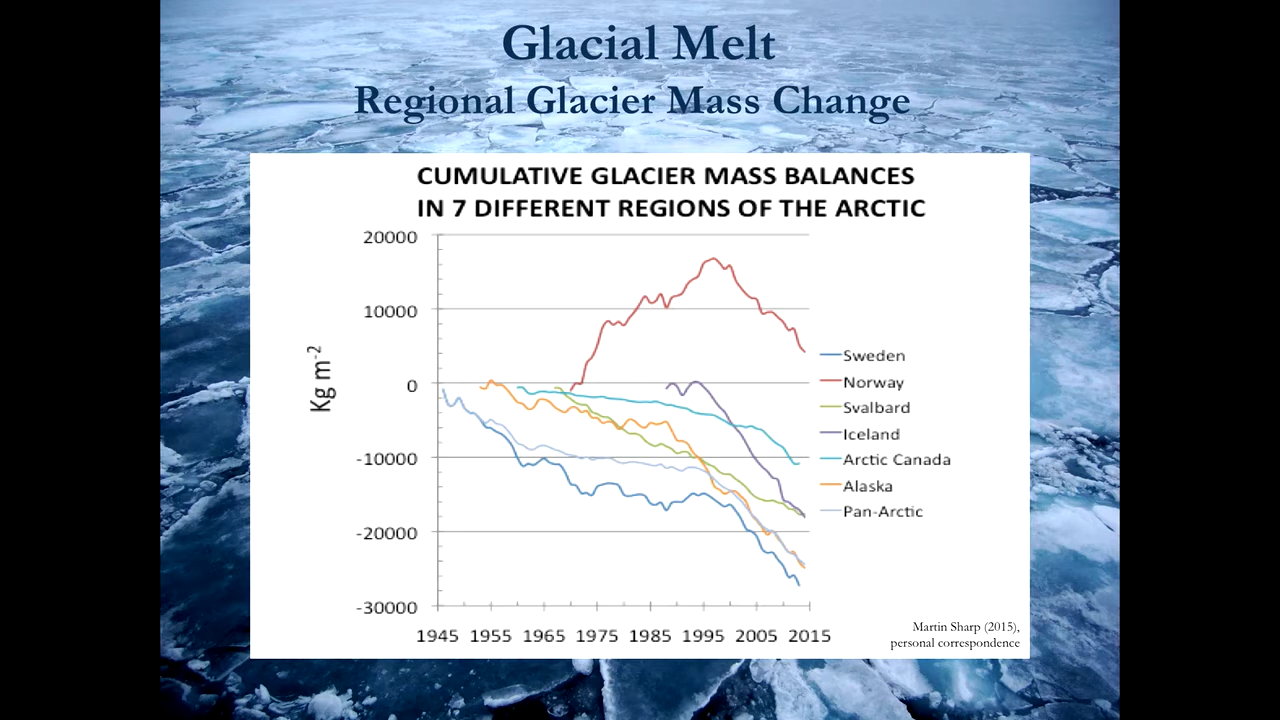 Glacial Melt
Regional Glacier Mass Change
CUMULATIVE GLACIER MASS BALANCES
IN 7 DIFFERENT REGIONS OF THE ARCTIC
20000
10000
0
-10000
-20000
-30000
Kg m⁻²
1945 1955 1965 1975 1985 1995 2005 2015
Sweden
Norway
Svalbard
Iceland
Arctic Canada
Alaska
Pan-Arctic
Martin Sharp (2015),
personal correspondence